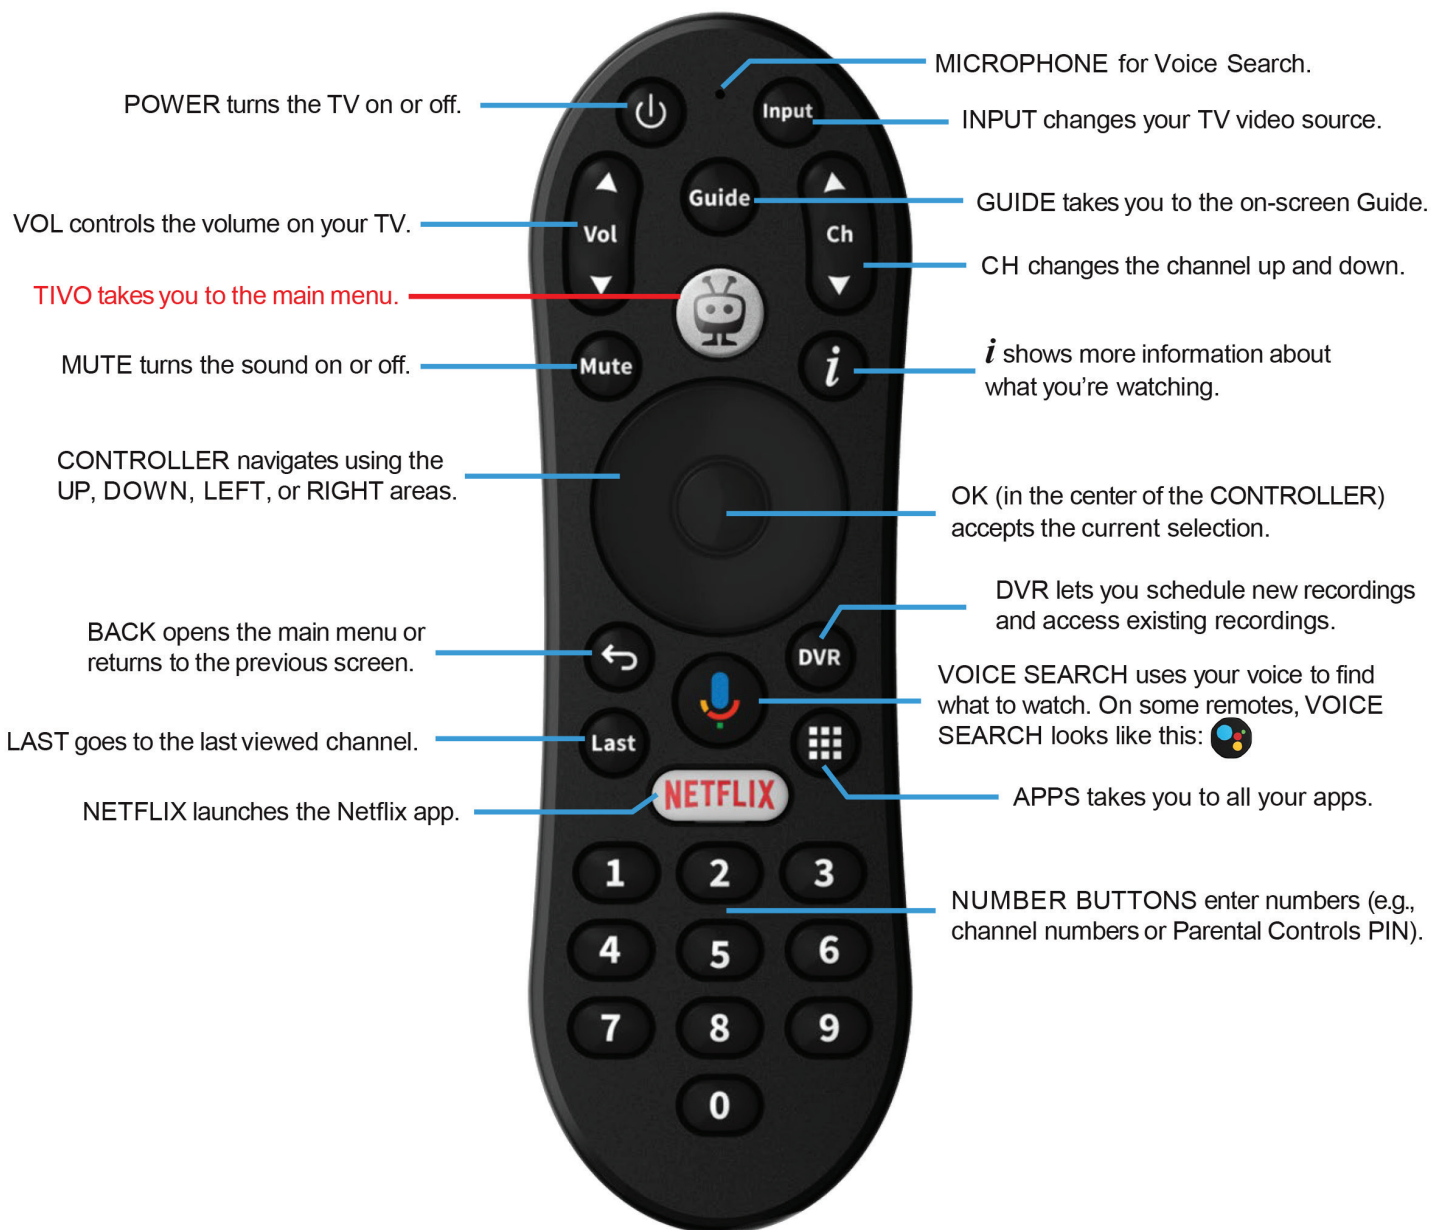 MICROPHONE for Voice Search.
POWER turns the TV on or off.
Input
INPUT changes your TV video source.
Guide
GUIDE takes you to the on-screen Guide.
VOL controls the volume on your TV.
Vol
Ch
CH changes the channel up and down.
TIVO takes you to the main menu.
MUTE turns the sound on or off.
Mute
i
i shows more information about
what you're watching.
CONTROLLER navigates using the
UP, DOWN, LEFT, or RIGHT areas.
OK (in the center of the CONTROLLER)
accepts the current selection.
DVR lets you schedule new recordings
and access existing recordings.
BACK opens the main menu or
returns to the previous screen.
DVR
VOICE SEARCH uses your voice to find
what to watch. On some remotes, VOICE
SEARCH looks like this:
LAST goes to the last viewed channel.
Last
NETFLIX
NETFLIX launches the Netflix app.
APPS takes you to all your apps.
1 2 3
NUMBER BUTTONS enter numbers (e.g.,
channel numbers or Parental Controls PIN).
4 5 6
7 8 9
0